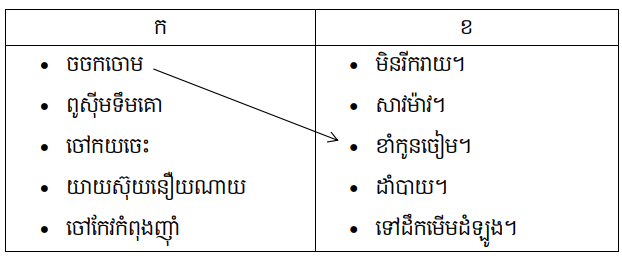 ក ខ
• ចចកចោម • មិនរីករាយ។
• ពូស៊ីមទឹមគោ • សាវម៉ាវ។
• ចៅកយចេះ • ខាំកូនចៀម។
• យាយស៊ុយនឿយណាយ • ដាំបាយ។
• ចៅកែវកំពុងញ៉ាំ • ទៅដឹកមើមដំឡូង។